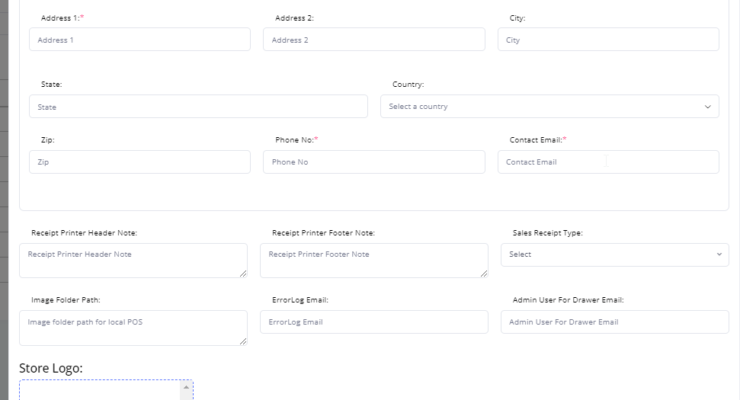 Address 1:* Address 2: City:
Address 1 Address 2 City
State: Country:
State Select a country
Zip: Phone No:* Contact Email:*
Zip Phone No Contact Email
Receipt Printer Header Note: Receipt Printer Footer Note: Sales Receipt Type:
Receipt Printer Header Note Receipt Printer Footer Note Select
Image Folder Path: ErrorLog Email: Admin User For Drawer Email:
Image folder path for local POS ErrorLog Email Admin User For Drawer Email
Store Logo: